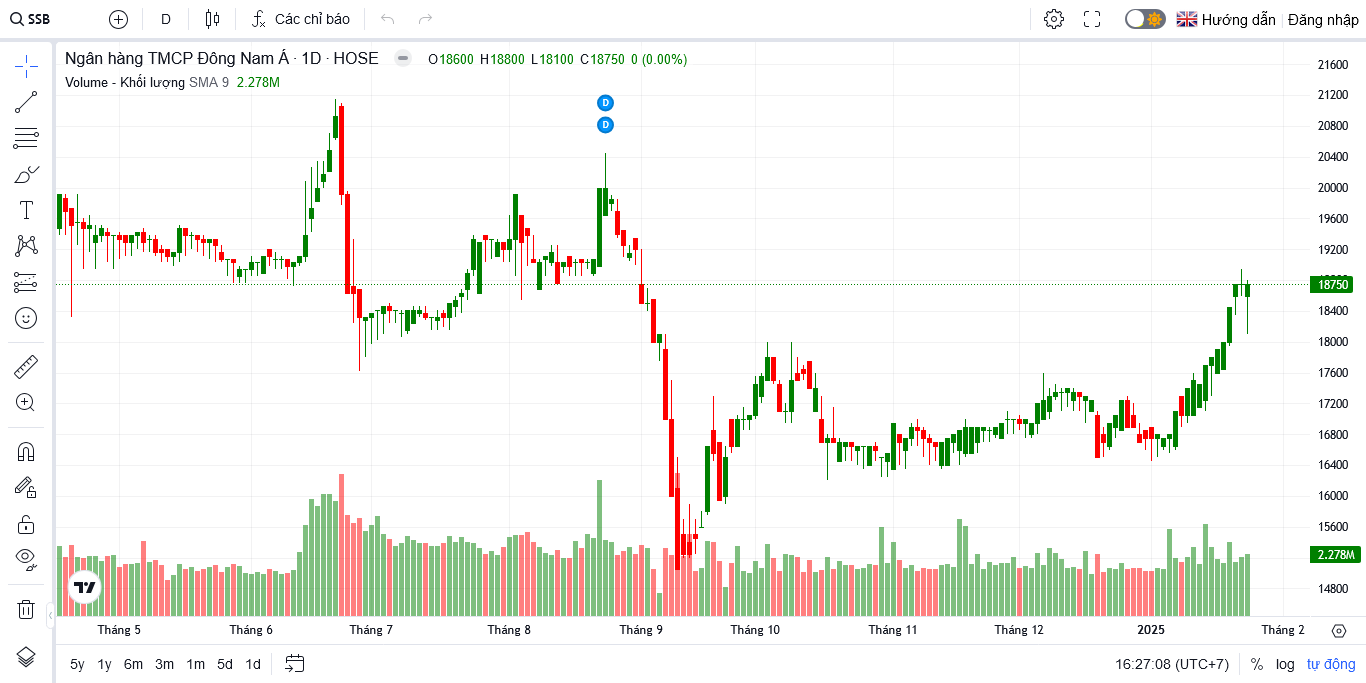 SSB D Các chỉ báo Hướng dẫn Đăng nhập
Ngân hàng TMCP Đông Nam Á · 1D · HOSE O18600 H18800 L18100 C18750 0 (0.00%)
Volume - Khối lượng SMA 9 2.278M
D
D
21600
21200
20800
20400
20000
19600
19200
18750
18400
18000
17600
17200
16800
16400
16000
15600
2.278M
14800
Tháng 5 Tháng 6 Tháng 7 Tháng 8 Tháng 9 Tháng 10 Tháng 11 Tháng 12 2025 Tháng 2
5y 1y 6m 3m 1m 5d 1d 16:27:08 (UTC+7) % log tự động